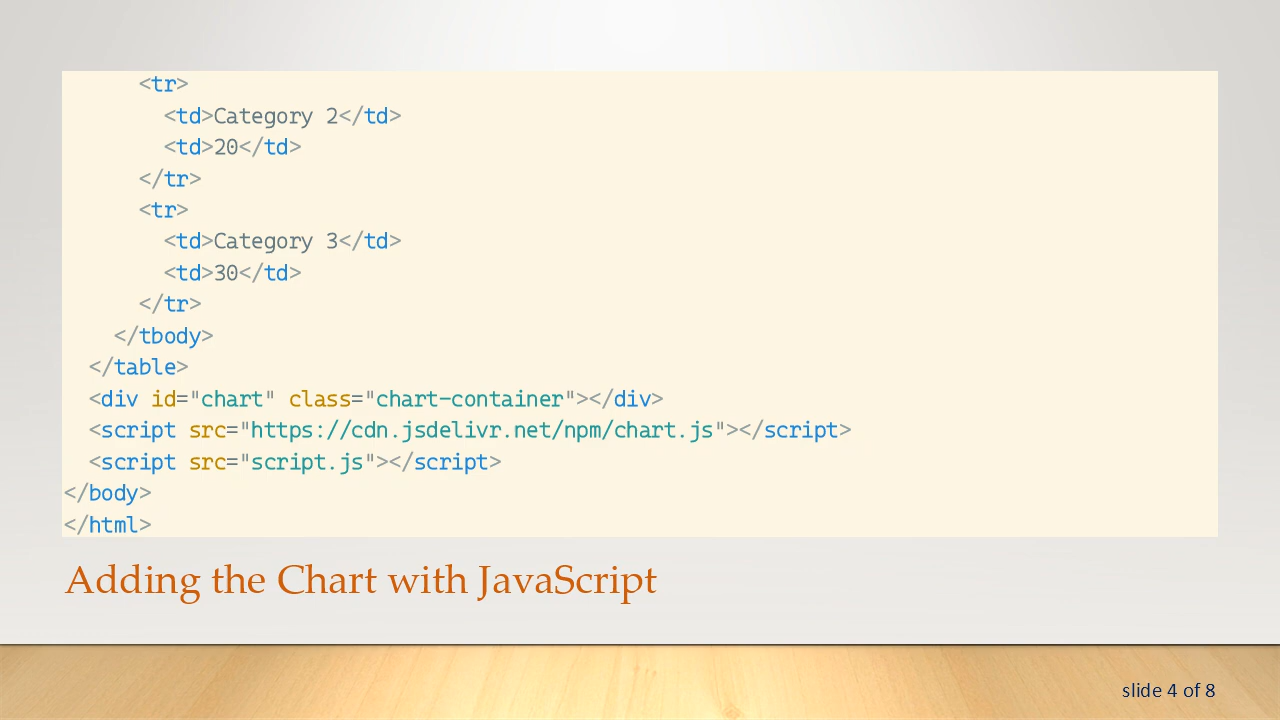 <tr>
        <td>Category 2</td>
        <td>20</td>
      </tr>
      <tr>
        <td>Category 3</td>
        <td>30</td>
      </tr>
    </tbody>
  </table>
  <div id="chart" class="chart-container"></div>
  <script src="https://cdn.jsdelivr.net/npm/chart.js"></script>
  <script src="script.js"></script>
</body>
</html>
Adding the Chart with JavaScript
slide 4 of 8